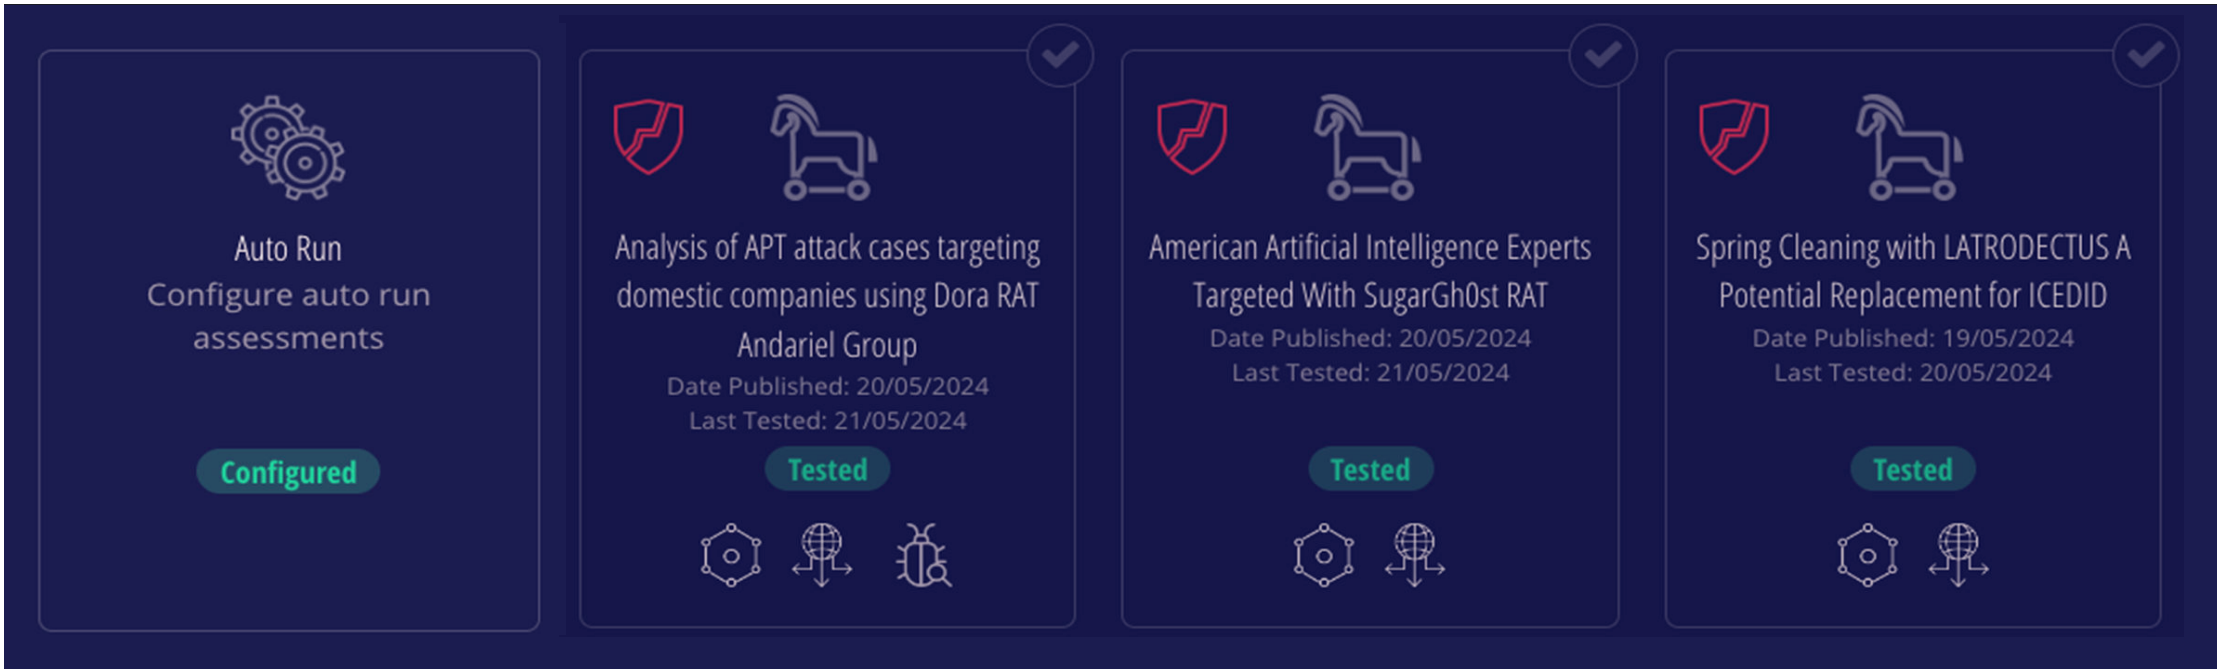 Auto Run
Configure auto run
assessments
Configured
Analysis of APT attack cases targeting
domestic companies using Dora RAT
Andariel Group
Date Published: 20/05/2024
Last Tested: 21/05/2024
Tested
American Artificial Intelligence Experts
Targeted With SugarGh0st RAT
Date Published: 20/05/2024
Last Tested: 21/05/2024
Tested
Spring Cleaning with LATRODECTUS A
Potential Replacement for ICEDID
Date Published: 19/05/2024
Last Tested: 20/05/2024
Tested